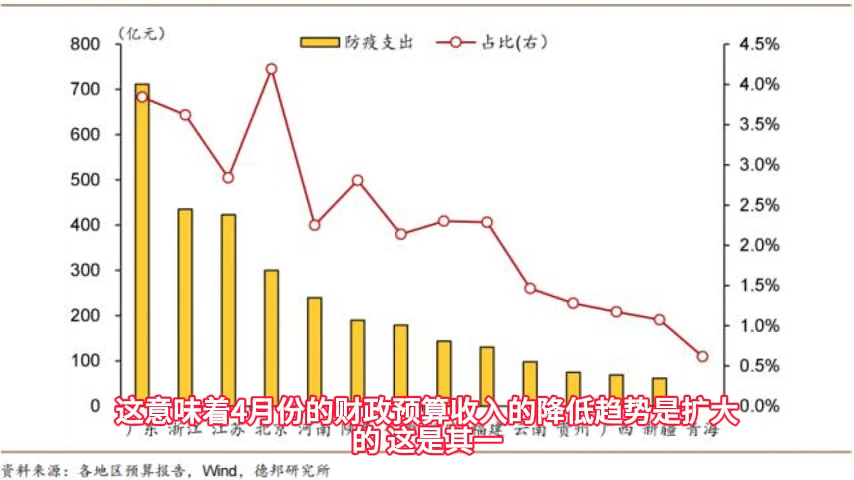 (亿元)
防疫支出 占比(右)
800 4.5%
700 4.0%
600 3.5%
500 3.0%
400 2.5%
300 2.0%
200 1.5%
100 1.0%
0 0.5%
0.0%
广东 浙江 江苏 北京 河南 福建 云南 贵州 广西 新疆 青海
这意味着4月份的财政预算收入的降低趋势是扩大
的 这是其一
资料来源：各地区预算报告，Wind，德邦研究所